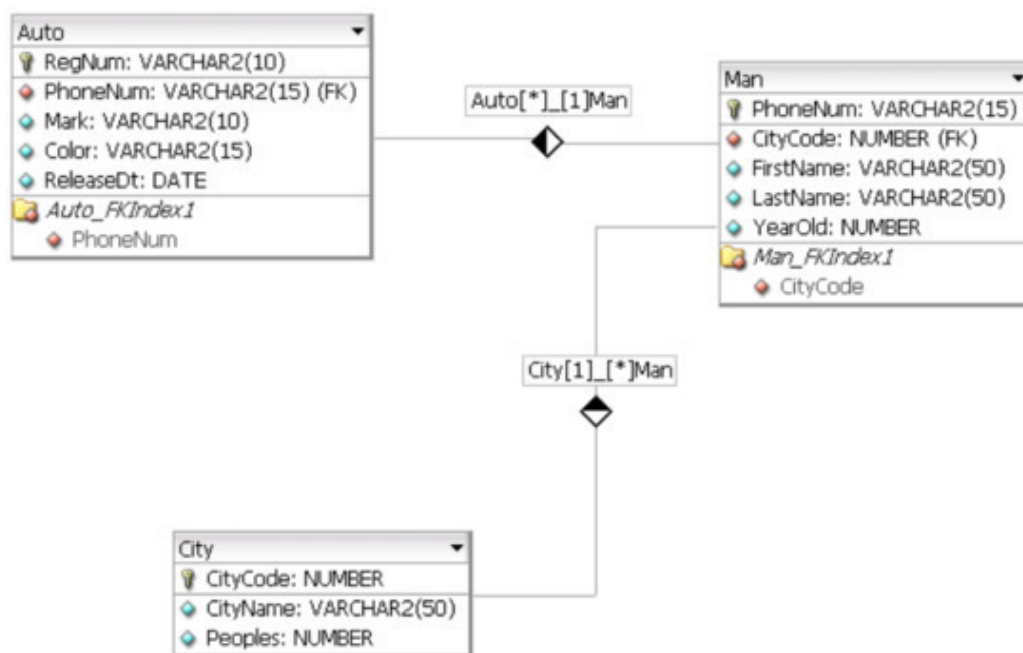 Auto
RegNum: VARCHAR2(10)
PhoneNum: VARCHAR2(15) (FK)
Mark: VARCHAR2(10)
Color: VARCHAR2(15)
ReleaseDt: DATE
Auto_FKIndex1
PhoneNum
Auto[*]_[1]Man
Man
PhoneNum: VARCHAR2(15)
CityCode: NUMBER (FK)
FirstName: VARCHAR2(50)
LastName: VARCHAR2(50)
YearOld: NUMBER
Man_FKIndex1
CityCode
City[1]_[*]Man
City
CityCode: NUMBER
CityName: VARCHAR2(50)
Peoples: NUMBER